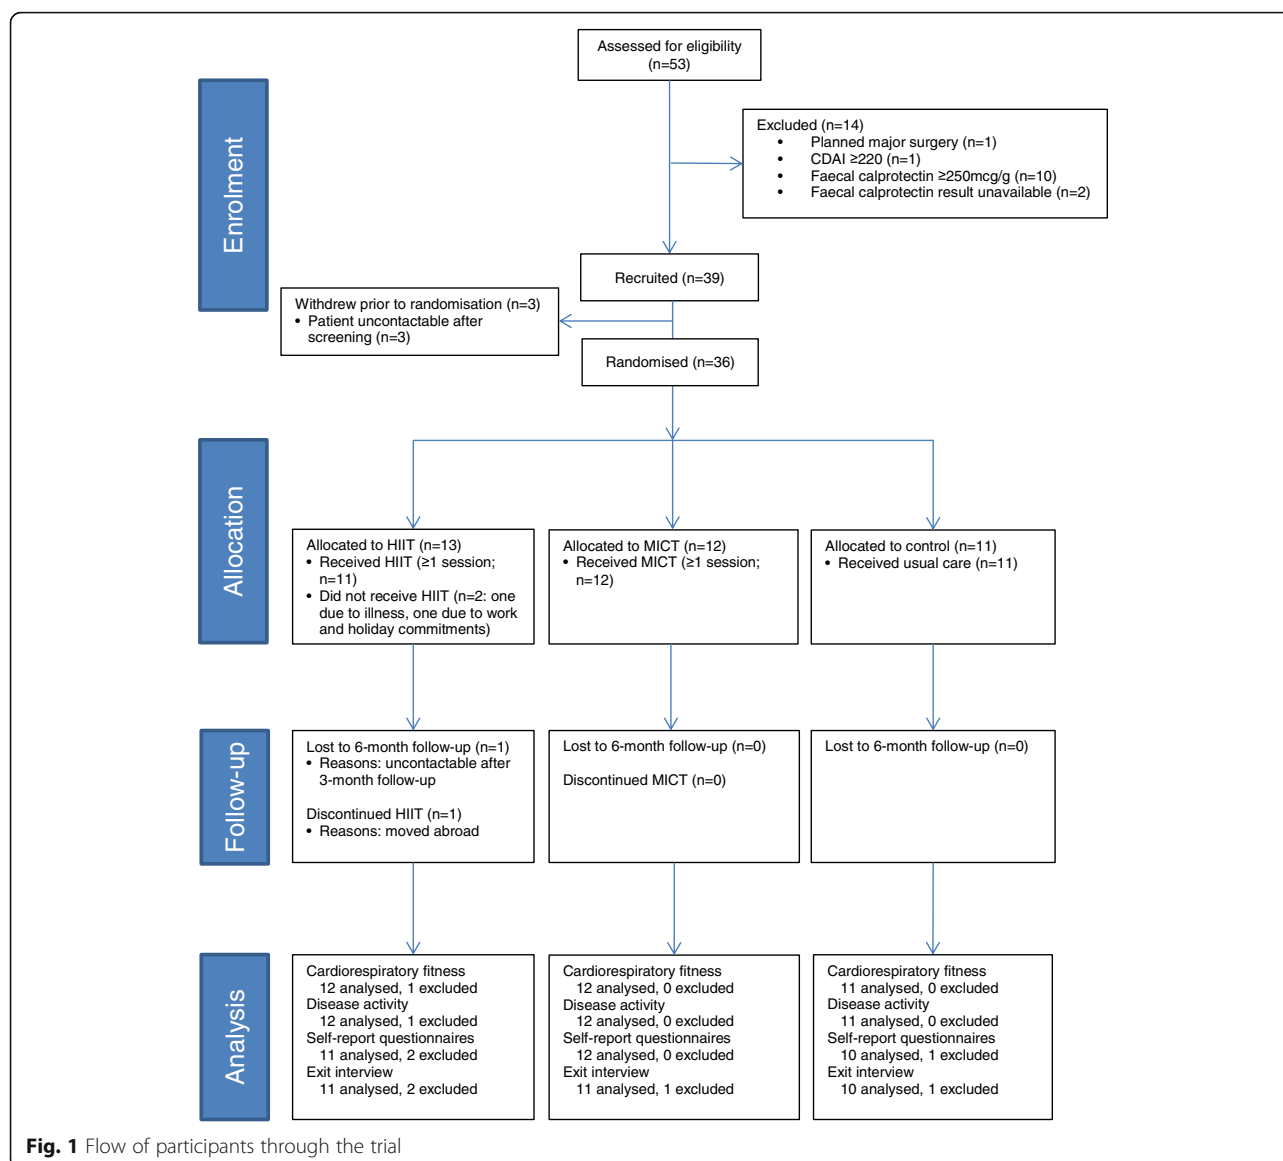 Assessed for eligibility
(n=53)
Enrolment
Excluded (n=14)
• Planned major surgery (n=1)
• CDAI ≥220 (n=1)
• Faecal calprotectin ≥250mcg/g (n=10)
• Faecal calprotectin result unavailable (n=2)
Recruited (n=39)
Withdrew prior to randomisation (n=3)
• Patient uncontactable after
screening (n=3)
Randomised (n=36)
Allocation
Allocated to HIIT (n=13)
• Received HIIT (≥1 session;
n=11)
• Did not receive HIIT (n=2: one
due to illness, one due to work
and holiday commitments)
Allocated to MICT (n=12)
• Received MICT (≥1 session;
n=12)
Allocated to control (n=11)
• Received usual care (n=11)
Follow-up
Lost to 6-month follow-up (n=1)
• Reasons: uncontactable after
3-month follow-up
Discontinued HIIT (n=1)
• Reasons: moved abroad
Lost to 6-month follow-up (n=0)
Discontinued MICT (n=0)
Lost to 6-month follow-up (n=0)
Analysis
Cardiorespiratory fitness
12 analysed, 1 excluded
Disease activity
12 analysed, 1 excluded
Self-report questionnaires
11 analysed, 2 excluded
Exit interview
11 analysed, 2 excluded
Cardiorespiratory fitness
12 analysed, 0 excluded
Disease activity
12 analysed, 0 excluded
Self-report questionnaires
12 analysed, 0 excluded
Exit interview
11 analysed, 1 excluded
Cardiorespiratory fitness
11 analysed, 0 excluded
Disease activity
11 analysed, 0 excluded
Self-report questionnaires
10 analysed, 1 excluded
Exit interview
10 analysed, 1 excluded
Fig. 1 Flow of participants through the trial